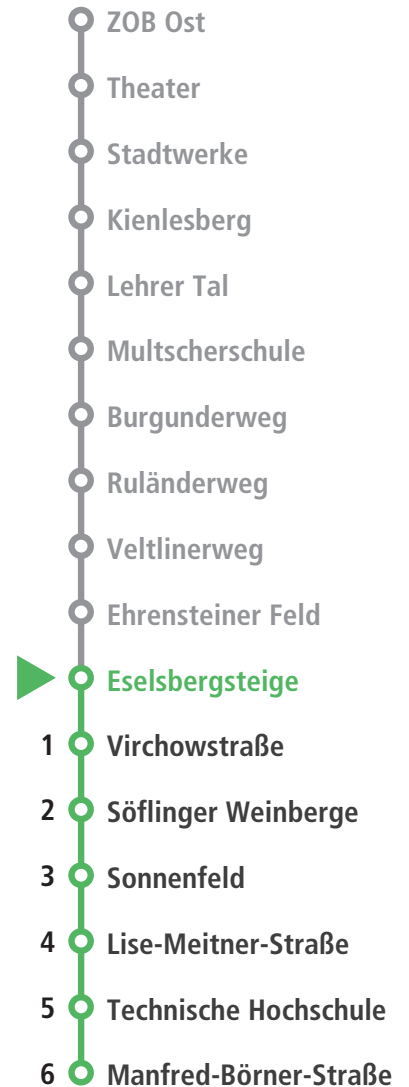 ZOB Ost
Theater
Stadtwerke
Kienlesberg
Lehrer Tal
Multscherschule
Burgunderweg
Ruländerweg
Veltlinerweg
Ehrensteiner Feld
Eselsbergsteige
1 Virchowstraße
2 Söflinger Weinberge
3 Sonnenfeld
4 Lise-Meitner-Straße
5 Technische Hochschule
6 Manfred-Börner-Straße